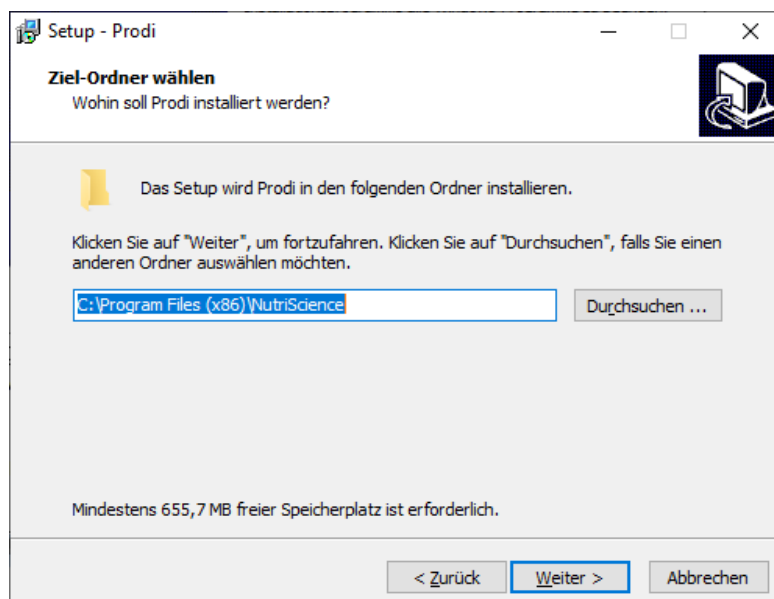 Setup - Prodi
Ziel-Ordner wählen
Wohin soll Prodi installiert werden?
Das Setup wird Prodi in den folgenden Ordner installieren.
Klicken Sie auf "Weiter", um fortzufahren. Klicken Sie auf "Durchsuchen", falls Sie einen
anderen Ordner auswählen möchten.
C:\Program Files (x86)\NutriScience
Durchsuchen ...
Mindestens 655,7 MB freier Speicherplatz ist erforderlich.
< Zurück
Weiter >
Abbrechen